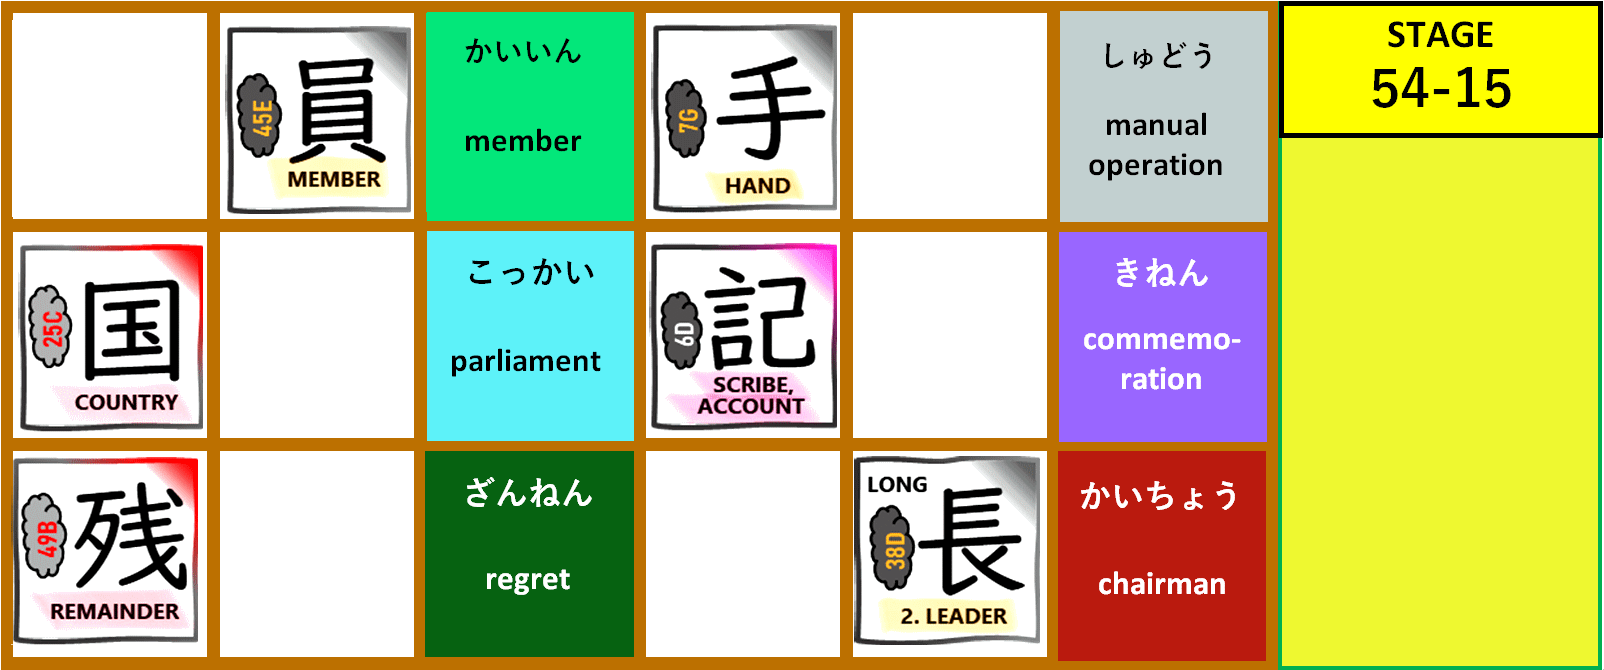 45E
員
MEMBER
かいいん
member
7G
手
HAND
しゅどう
manual
operation
STAGE
54-15
25C
国
COUNTRY
こっかい
parliament
6D
記
SCRIBE,
ACCOUNT
きねん
commemo-
ration
49B
残
REMAINDER
ざんねん
regret
LONG
38D
長
2. LEADER
かいちょう
chairman